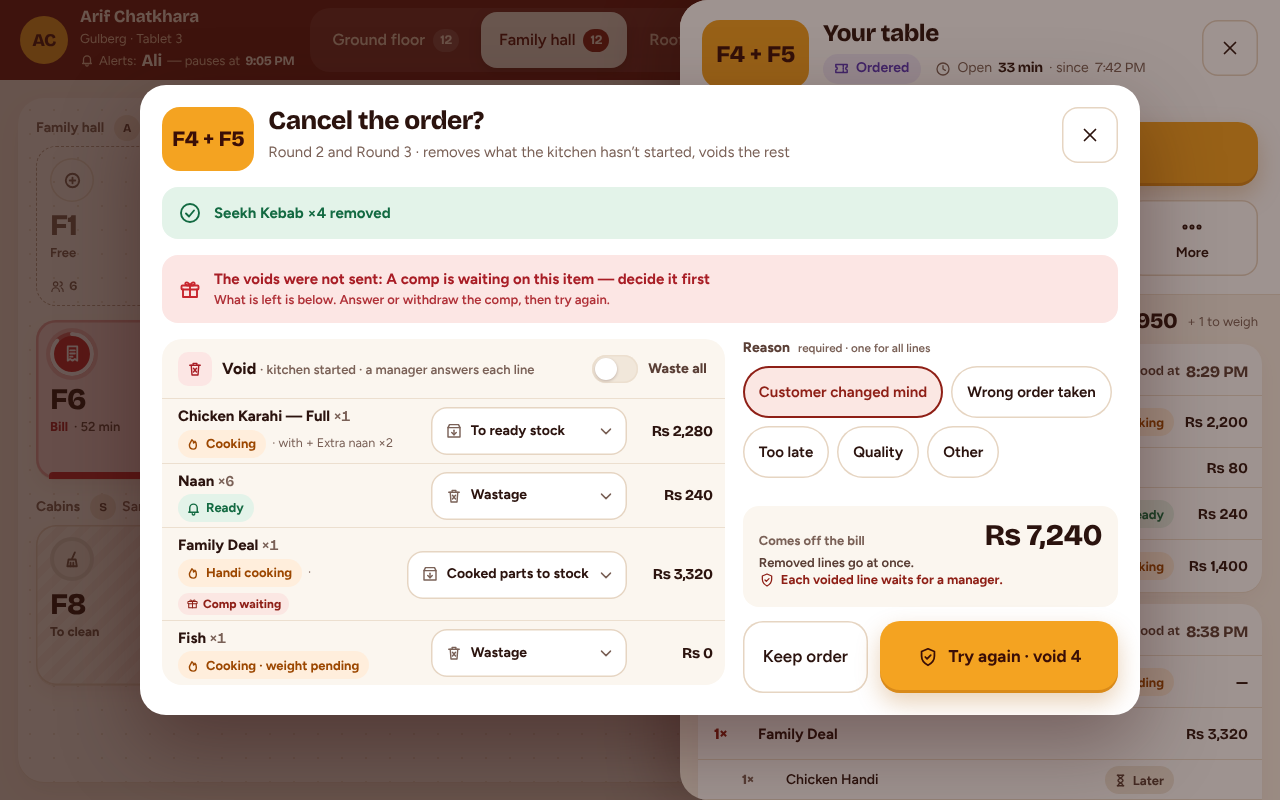 AC
Arif Chatkhara
Gulberg · Tablet 3
Alerts: Ali — pauses at 9:05 PM
Ground floor 12
Family hall 12
F4 + F5
Your table
Ordered
Open 33 min · since 7:42 PM
Family hall A
F1
Free
6
F6
Bill · 52 min
Cabins S
F8
To clean
F4 + F5
Cancel the order?
Round 2 and Round 3 · removes what the kitchen hasn't started, voids the rest
Seekh Kebab ×4 removed
The voids were not sent: A comp is waiting on this item — decide it first
What is left is below. Answer or withdraw the comp, then try again.
Void · kitchen started · a manager answers each line
Waste all
Chicken Karahi — Full ×1
Cooking · with + Extra naan ×2
To ready stock
Rs 2,280
Naan ×6
Ready
Wastage
Rs 240
Family Deal ×1
Handi cooking ·
Comp waiting
Cooked parts to stock
Rs 3,320
Fish ×1
Cooking · weight pending
Wastage
Rs 0
Reason required · one for all lines
Customer changed mind
Wrong order taken
Too late
Quality
Other
Comes off the bill
Rs 7,240
Removed lines go at once.
Each voided line waits for a manager.
Keep order
Try again · void 4
More
950 + 1 to weigh
8:29 PM
Rs 2,200
Rs 80
Rs 240
Rs 1,400
8:38 PM
—
1× Family Deal Rs 3,320
1× Chicken Handi Later